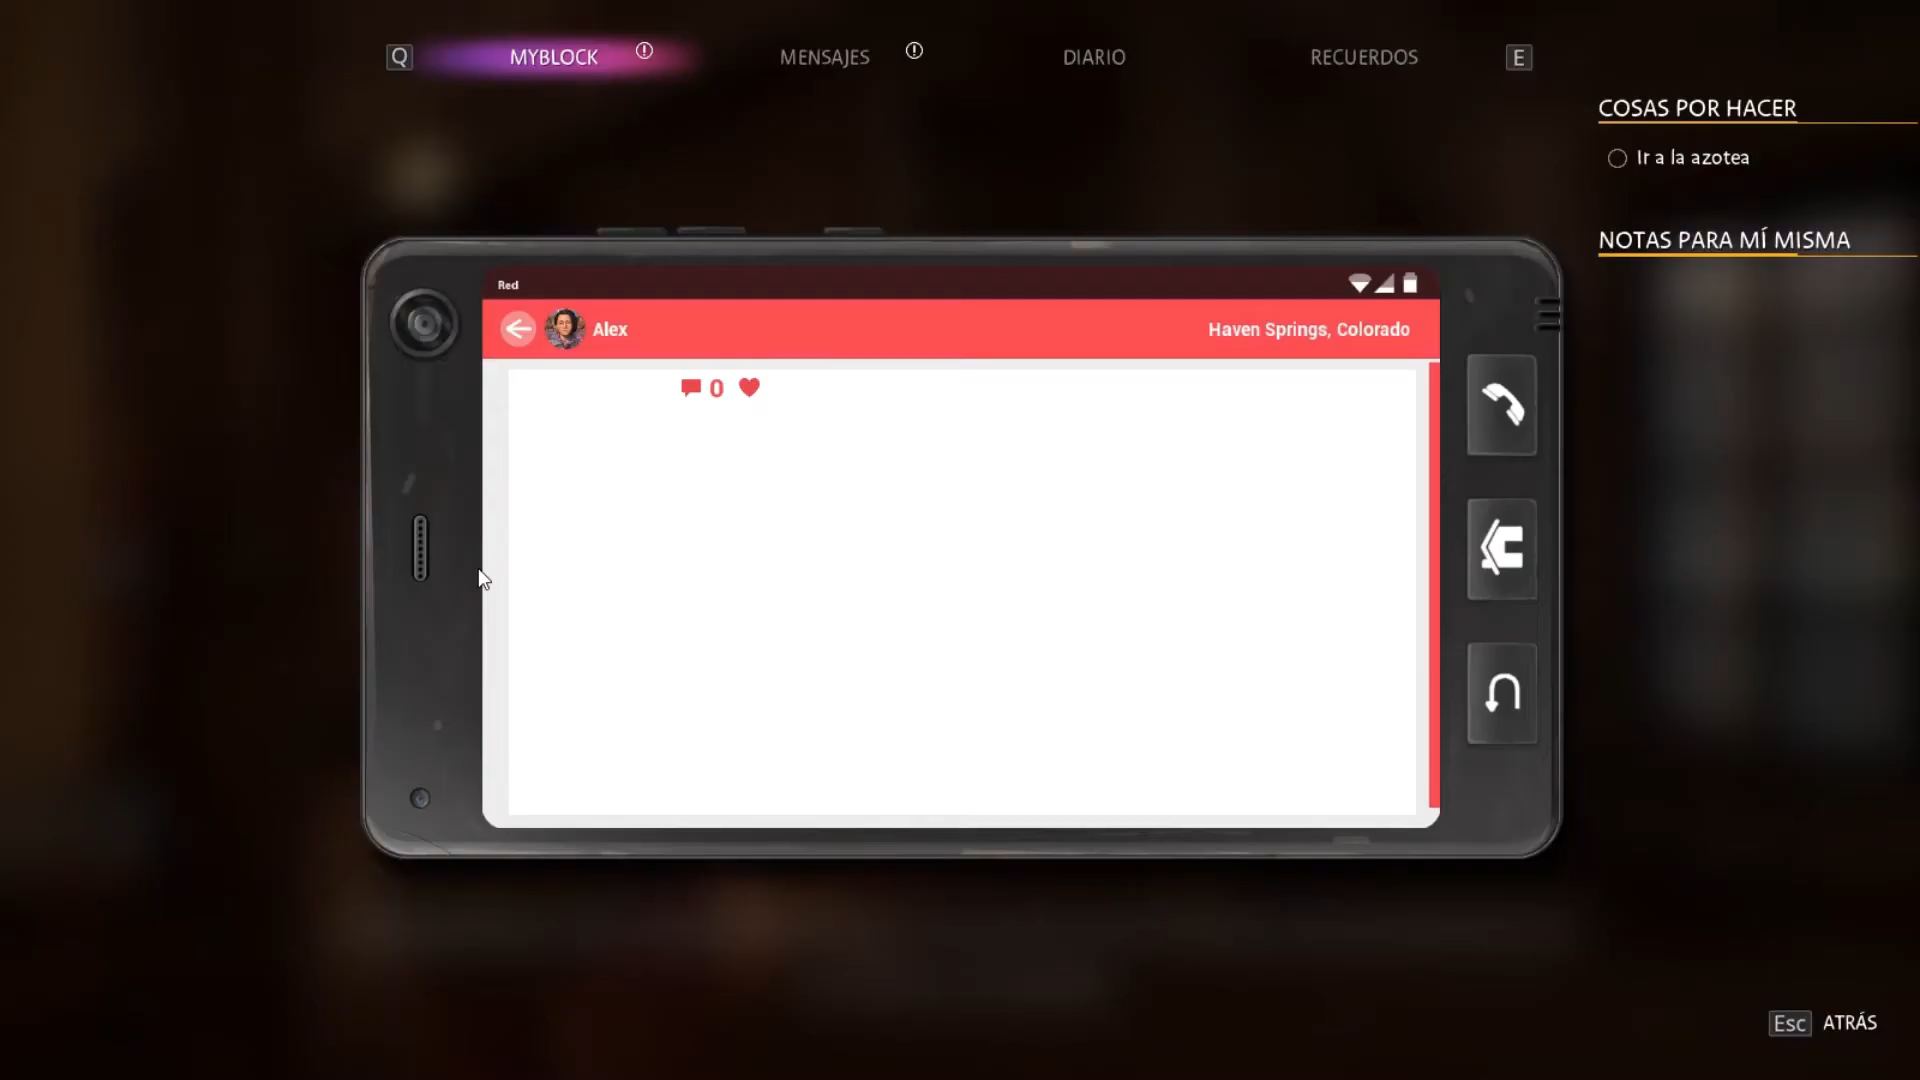 Q MYBLOCK MENSAJES DIARIO RECUERDOS E
COSAS POR HACER
Ir a la azotea
NOTAS PARA MÍ MISMA
Red
Alex
Haven Springs, Colorado
0
Esc ATRÁS